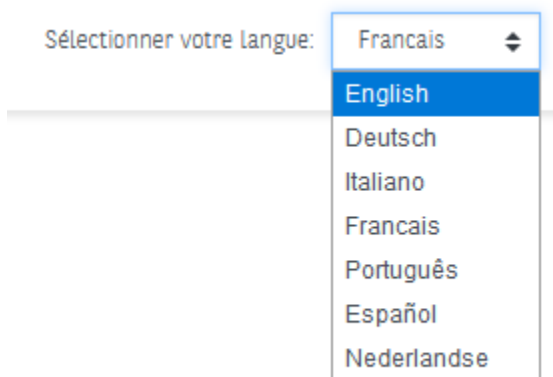 Sélectionner votre langue: Francais
English
Deutsch
Italiano
Francais
Português
Español
Nederlandse